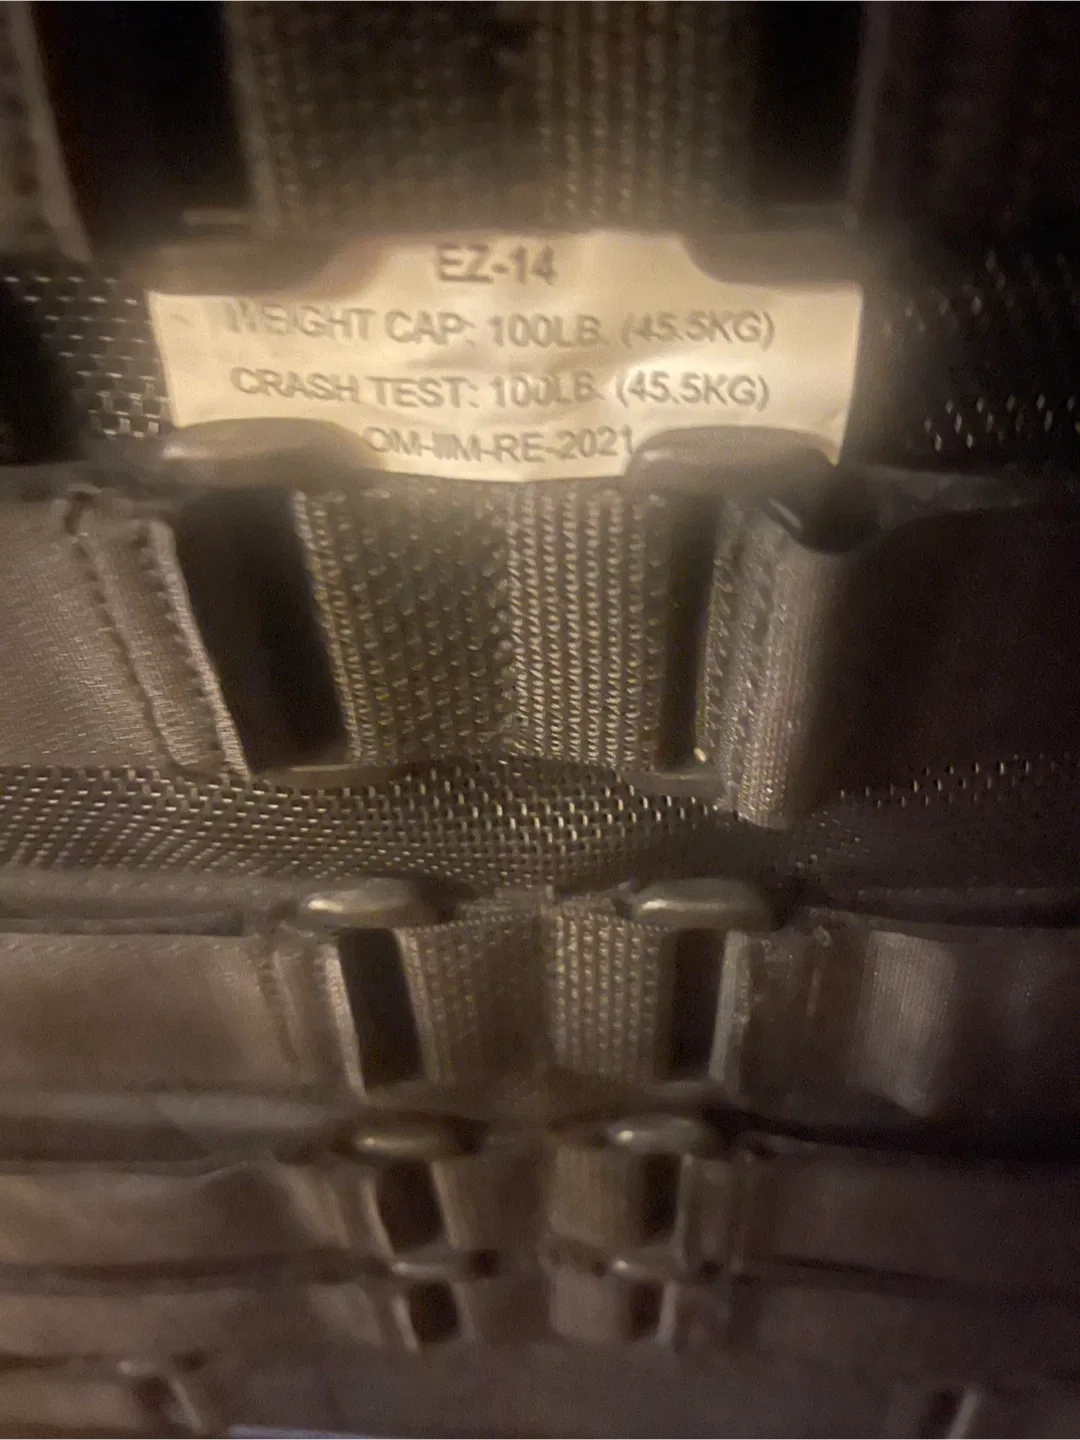 EZ-14
WEIGHT CAP: 100LB. (45.5KG)
CRASH TEST: 100LB. (45.5KG)
OM-IIM-RE-2021